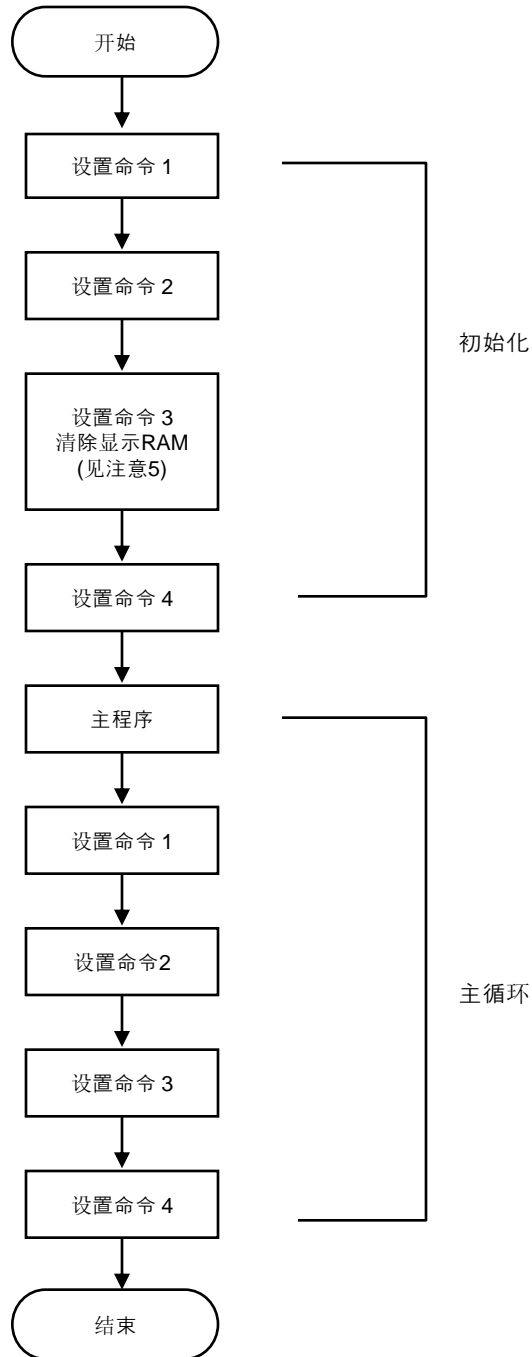 开始
设置命令 1
设置命令 2
设置命令 3
清除显示RAM
(见注意5)
设置命令 4
初始化
主程序
设置命令 1
设置命令2
设置命令 3
设置命令 4
主循环
结束